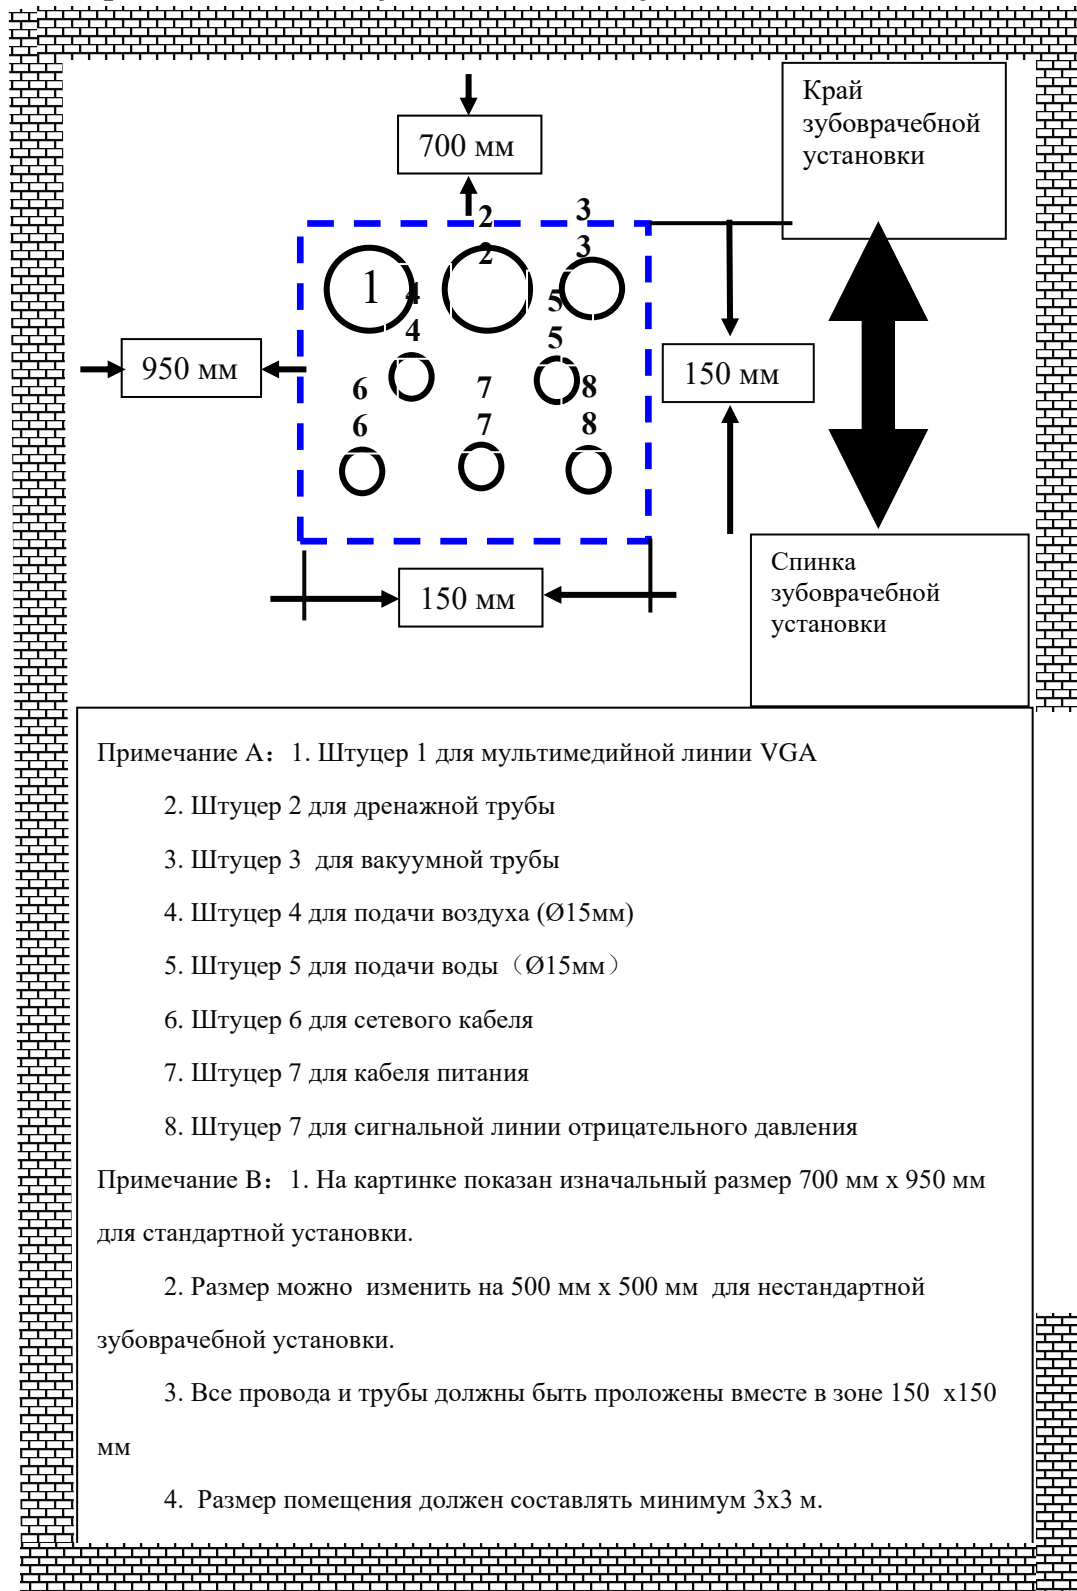 Край
зубоврачебной
установки
700 мм
2
2
3
3
1
4
4
5
5
950 мм
150 мм
6
6
7
7
8
8
150 мм
Спинка
зубоврачебной
установки
Примечание А： 1. Штуцер 1 для мультимедийной линии VGA
2. Штуцер 2 для дренажной трубы
3. Штуцер 3 для вакуумной трубы
4. Штуцер 4 для подачи воздуха (Ø15мм)
5. Штуцер 5 для подачи воды（Ø15мм）
6. Штуцер 6 для сетевого кабеля
7. Штуцер 7 для кабеля питания
8. Штуцер 7 для сигнальной линии отрицательного давления
Примечание В： 1. На картинке показан изначальный размер 700 мм x 950 мм
для стандартной установки.
2. Размер можно изменить на 500 мм x 500 мм для нестандартной
зубоврачебной установки.
3. Все провода и трубы должны быть проложены вместе в зоне 150 x150
мм
4. Размер помещения должен составлять минимум 3x3 м.